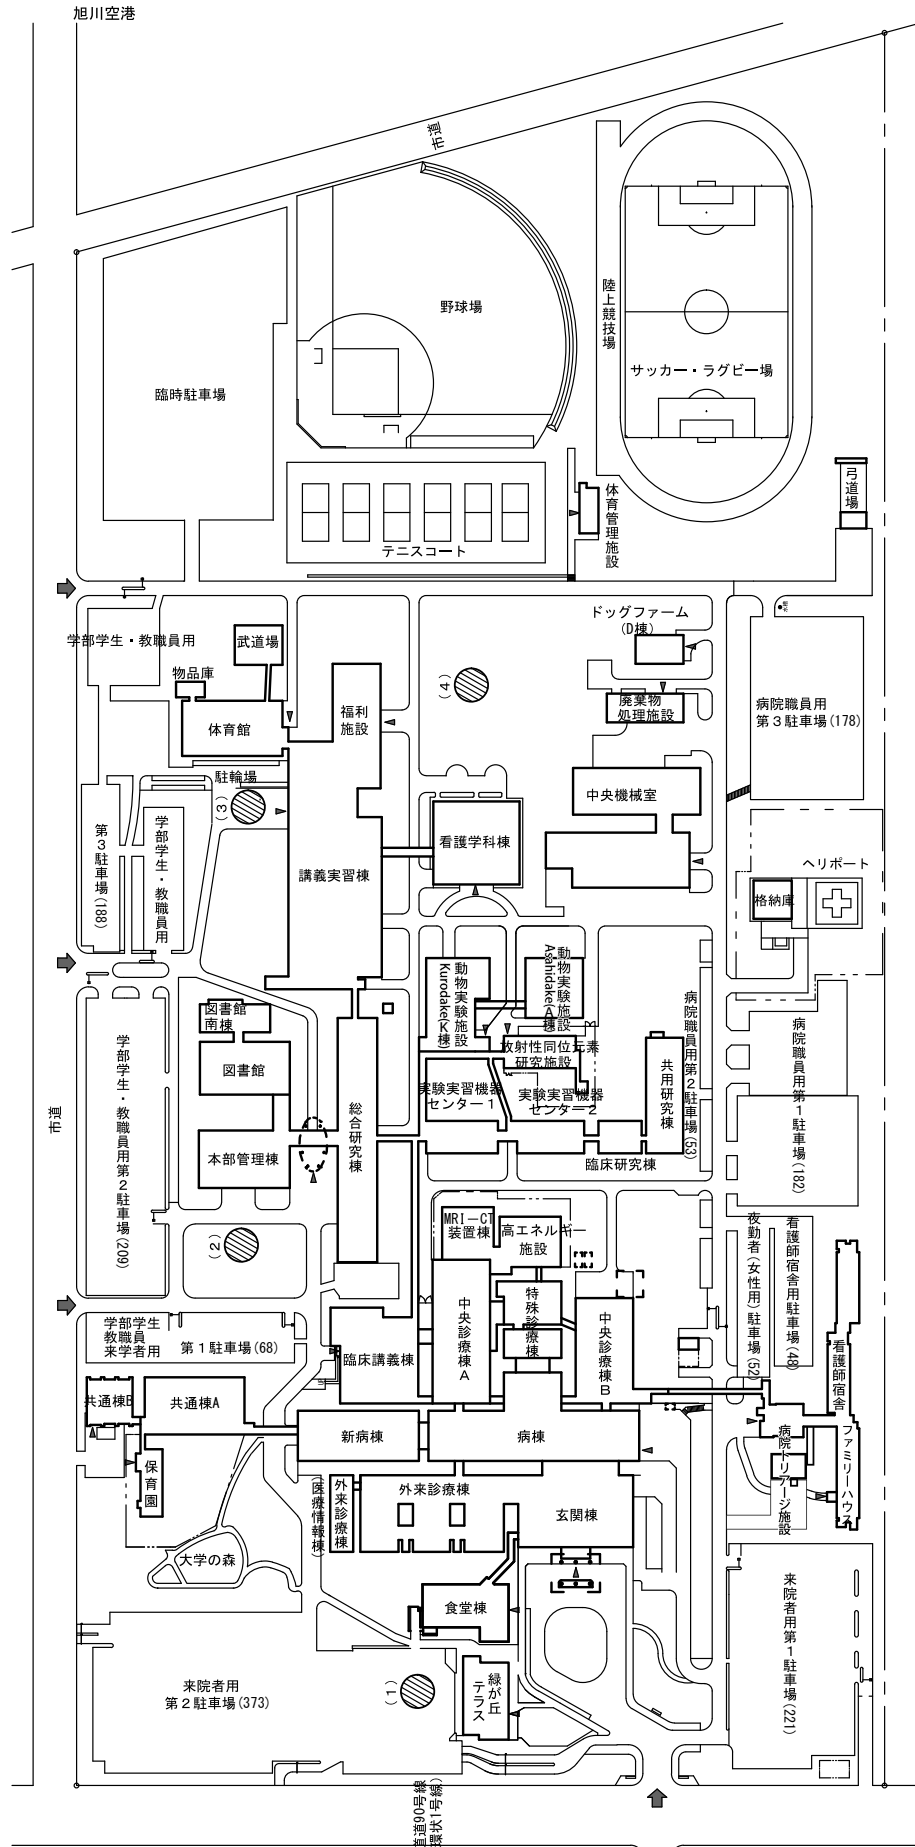 旭川空港
市道
野球場
陸上競技場
サッカー・ラグビー場
臨時駐車場
弓道場
体育管理施設
テニスコート
ドッグファーム
(D棟)
学部学生・教職員用
武道場
物品庫
体育館
福利
施設
(4)
廃棄物
処理施設
病院職員用
第3駐車場(178)
駐輪場
(3)
中央機械室
第3駐車場(188)
学部学生・教職員用
看護学科棟
講義実習棟
ヘリポート
格納庫
動物実験施設
Kurodake(K棟)
動物実験施設
Asahidake(A棟)
図書館
南棟
図書館
放射性同位元素
研究施設
実験実習機器
センター1
実験実習機器
センター2
共用研究棟
病院職員用第2駐車場(53)
病院職員用第1駐車場(182)
市道
学部学生・教職員用第2駐車場(209)
総合研究棟
本部管理棟
臨床研究棟
(2)
MRI-CT
装置棟
高エネルギー
施設
夜勤者(女性用)駐車場(52)
看護師宿舎用駐車場(48)
学部学生
教職員
来学者用
第1駐車場(68)
中央診療棟A
特殊診療棟
中央診療棟B
臨床講義棟
看護師宿舎
共通棟B
共通棟A
新病棟
病棟
保育園
外来診療棟
(医療情報棟)
外来診療棟
玄関棟
病院トリアージ施設
ファミリーハウス
大学の森
食堂棟
来院者用第1駐車場(221)
来院者用
第2駐車場(373)
(1)
緑が丘
テラス
道道90号線
(環状1号線)